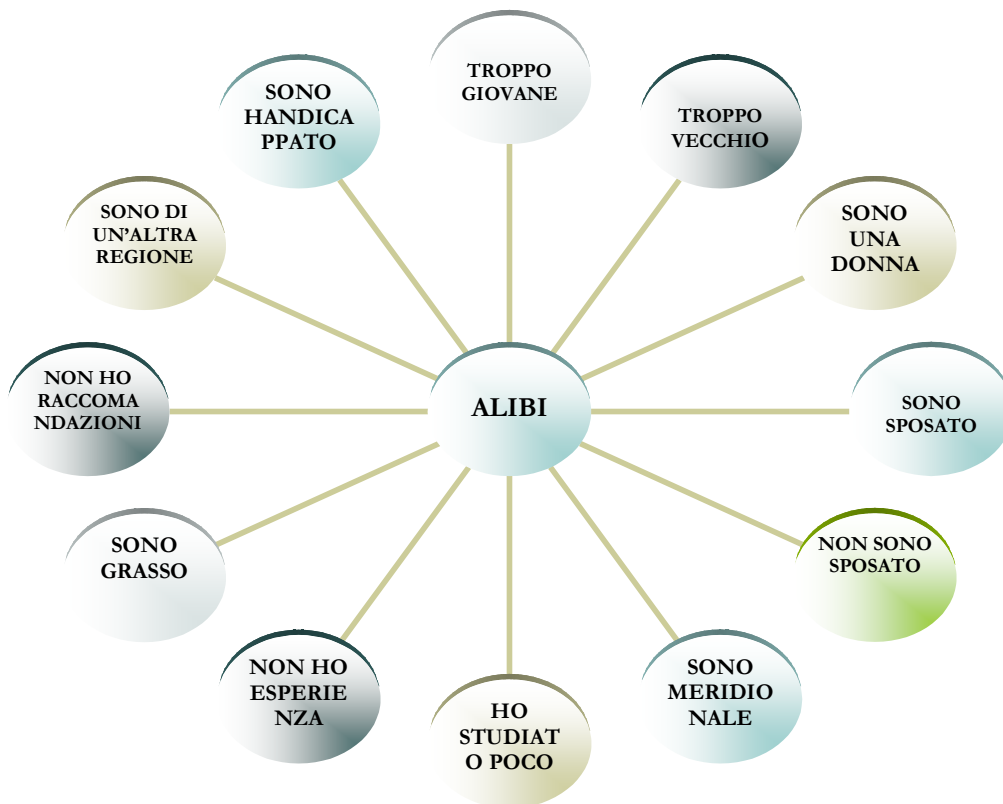 TROPPO
GIOVANE
TROPPO
VECCHIO
SONO
UNA
DONNA
SONO
SPOSATO
NON SONO
SPOSATO
SONO
MERIDIO
NALE
HO
STUDIAT
O POCO
NON HO
ESPERIE
NZA
SONO
GRASSO
NON HO
RACCOMA
NDAZIONI
SONO DI
UN’ALTRA
REGIONE
SONO
HANDICA
PPATO
ALIBI